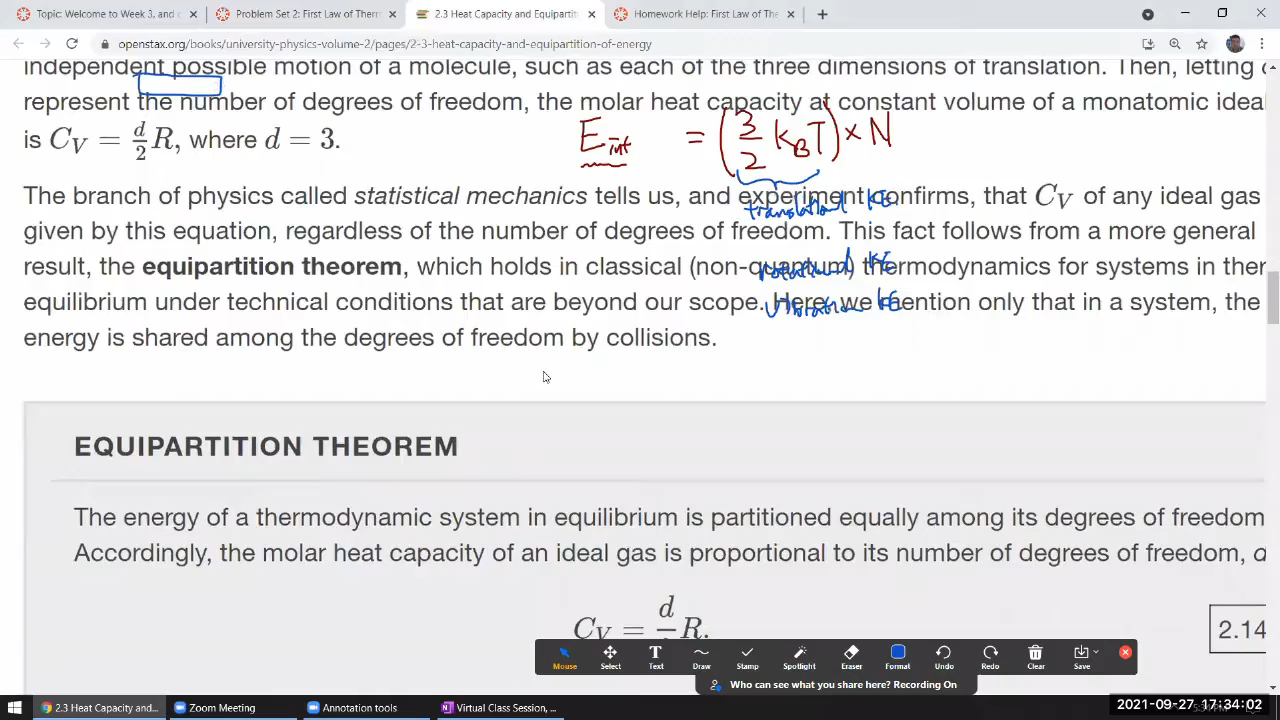 Topic: Welcome to Week 3, and c
Problem Set 2: First Law of Therm
2.3 Heat Capacity and Equipartiti
Homework Help: First Law of The
openstax.org/books/university-physics-volume-2/pages/2-3-heat-capacity-and-equipartition-of-energy
independent possible motion of a molecule, such as each of the three dimensions of translation. Then, letting
represent the number of degrees of freedom, the molar heat capacity at constant volume of a monatomic ideal
is C_V = d/2 R, where d = 3.
E_int = (3/2 k_B T) × N
The branch of physics called statistical mechanics tells us, and experiment confirms, that C_V of any ideal gas
translational KE
given by this equation, regardless of the number of degrees of freedom. This fact follows from a more general
result, the equipartition theorem, which holds in classical (non-quantum) thermodynamics for systems in ther
rotational KE
equilibrium under technical conditions that are beyond our scope. Here we mention only that in a system, the
vibration KE
energy is shared among the degrees of freedom by collisions.
EQUIPARTITION THEOREM
The energy of a thermodynamic system in equilibrium is partitioned equally among its degrees of freedom
Accordingly, the molar heat capacity of an ideal gas is proportional to its number of degrees of freedom, d
C_V = d/ R.
2.14
Mouse Select Text Draw Stamp Spotlight Eraser Format Undo Redo Clear Save
Who can see what you share here? Recording On
2.3 Heat Capacity and... Zoom Meeting Annotation tools Virtual Class Session, ...
2021-09-27 17:34:02